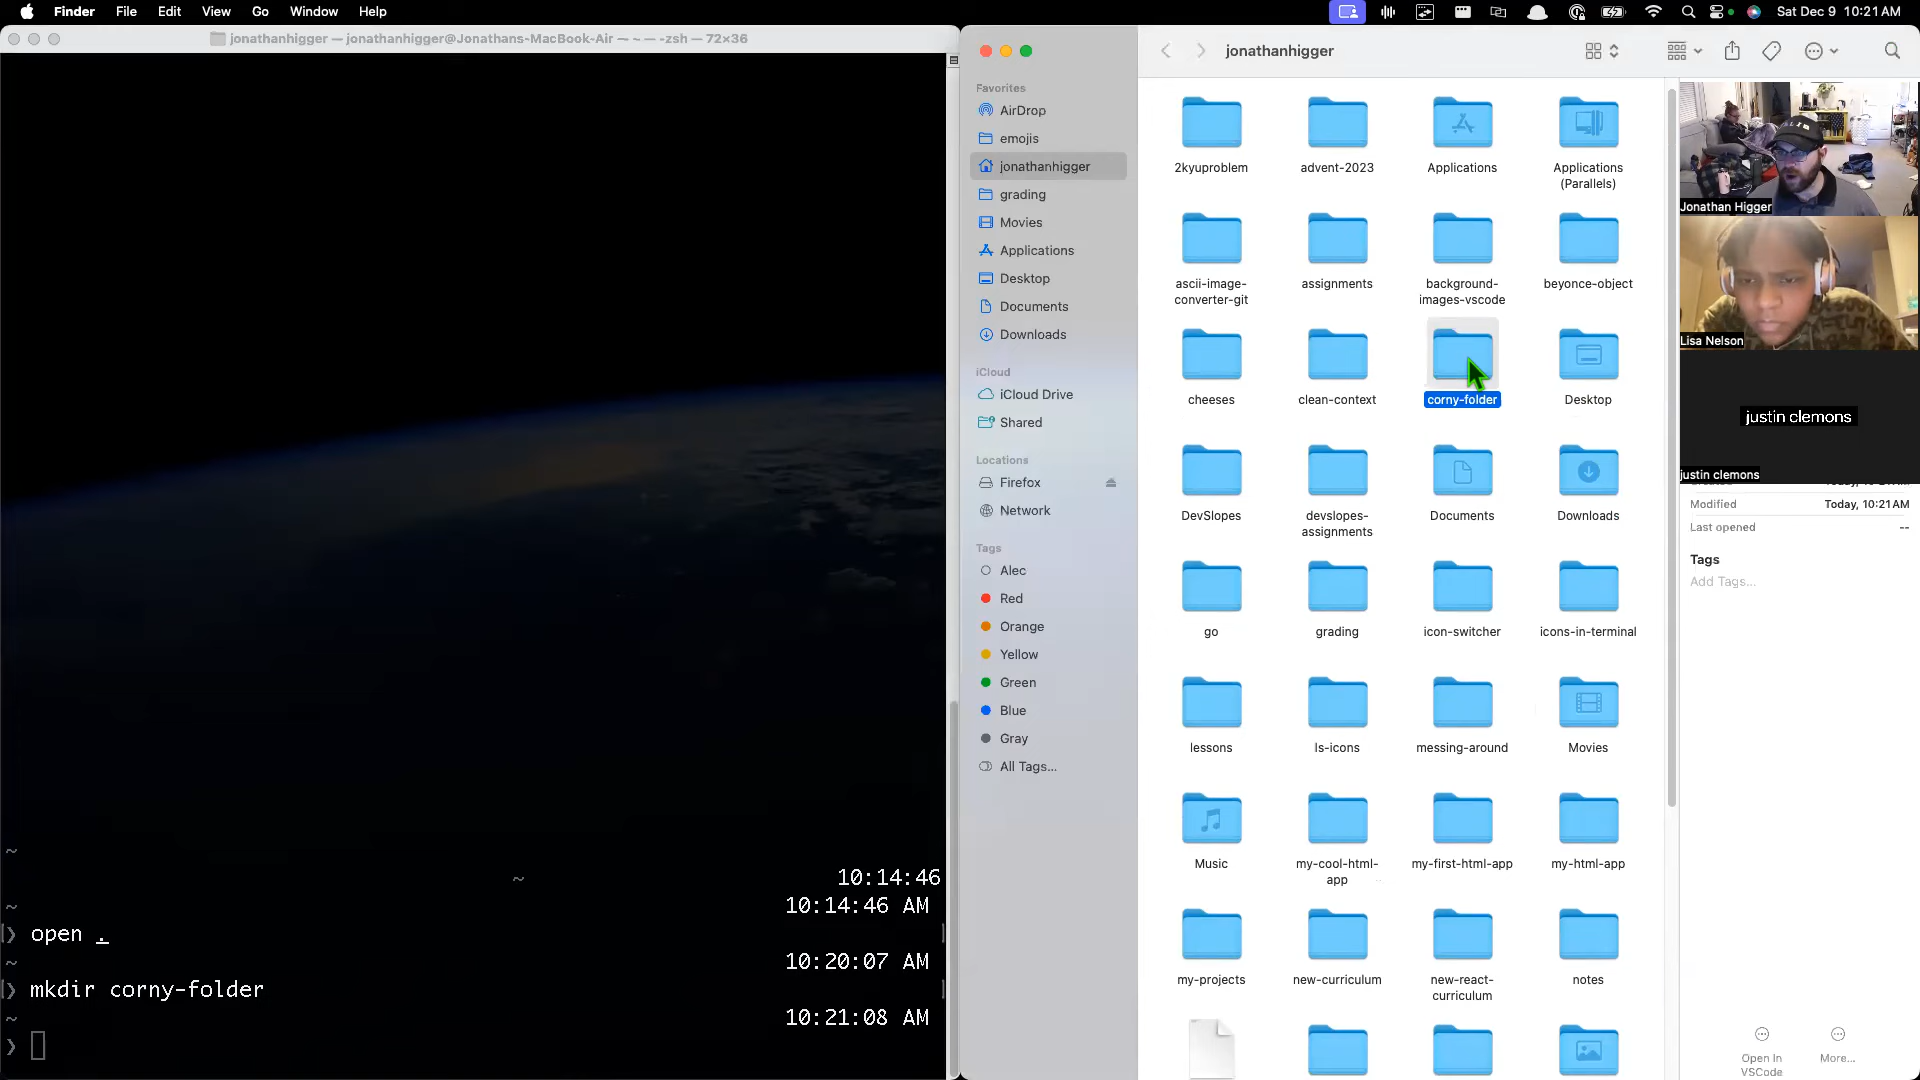 Finder File Edit View Go Window Help
Sat Dec 9 10:21 AM
jonathanhigger — jonathanhigger@Jonathans-MacBook-Air — ~ — -zsh — 72×36
~
~ 10:14:46
~ 10:14:46 AM
❯ open .
~ 10:20:07 AM
❯ mkdir corny-folder
~ 10:21:08 AM
❯
Favorites
AirDrop
emojis
jonathanhigger
grading
Movies
Applications
Desktop
Documents
Downloads
iCloud
iCloud Drive
Shared
Locations
Firefox
Network
Tags
Alec
Red
Orange
Yellow
Green
Blue
Gray
All Tags...
jonathanhigger
2kyuproblem
advent-2023
Applications
Applications
(Parallels)
ascii-image-
converter-git
assignments
background-
images-vscode
beyonce-object
cheeses
clean-context
corny-folder
Desktop
DevSlopes
devslopes-
assignments
Documents
Downloads
go
grading
icon-switcher
icons-in-terminal
lessons
ls-icons
messing-around
Movies
Music
my-cool-html-
app
my-first-html-app
my-html-app
my-projects
new-curriculum
new-react-
curriculum
notes
Jonathan Higger
Lisa Nelson
justin clemons
justin clemons
Modified Today, 10:21 AM
Last opened --
Tags
Add Tags...
Open In
VSCode
More...